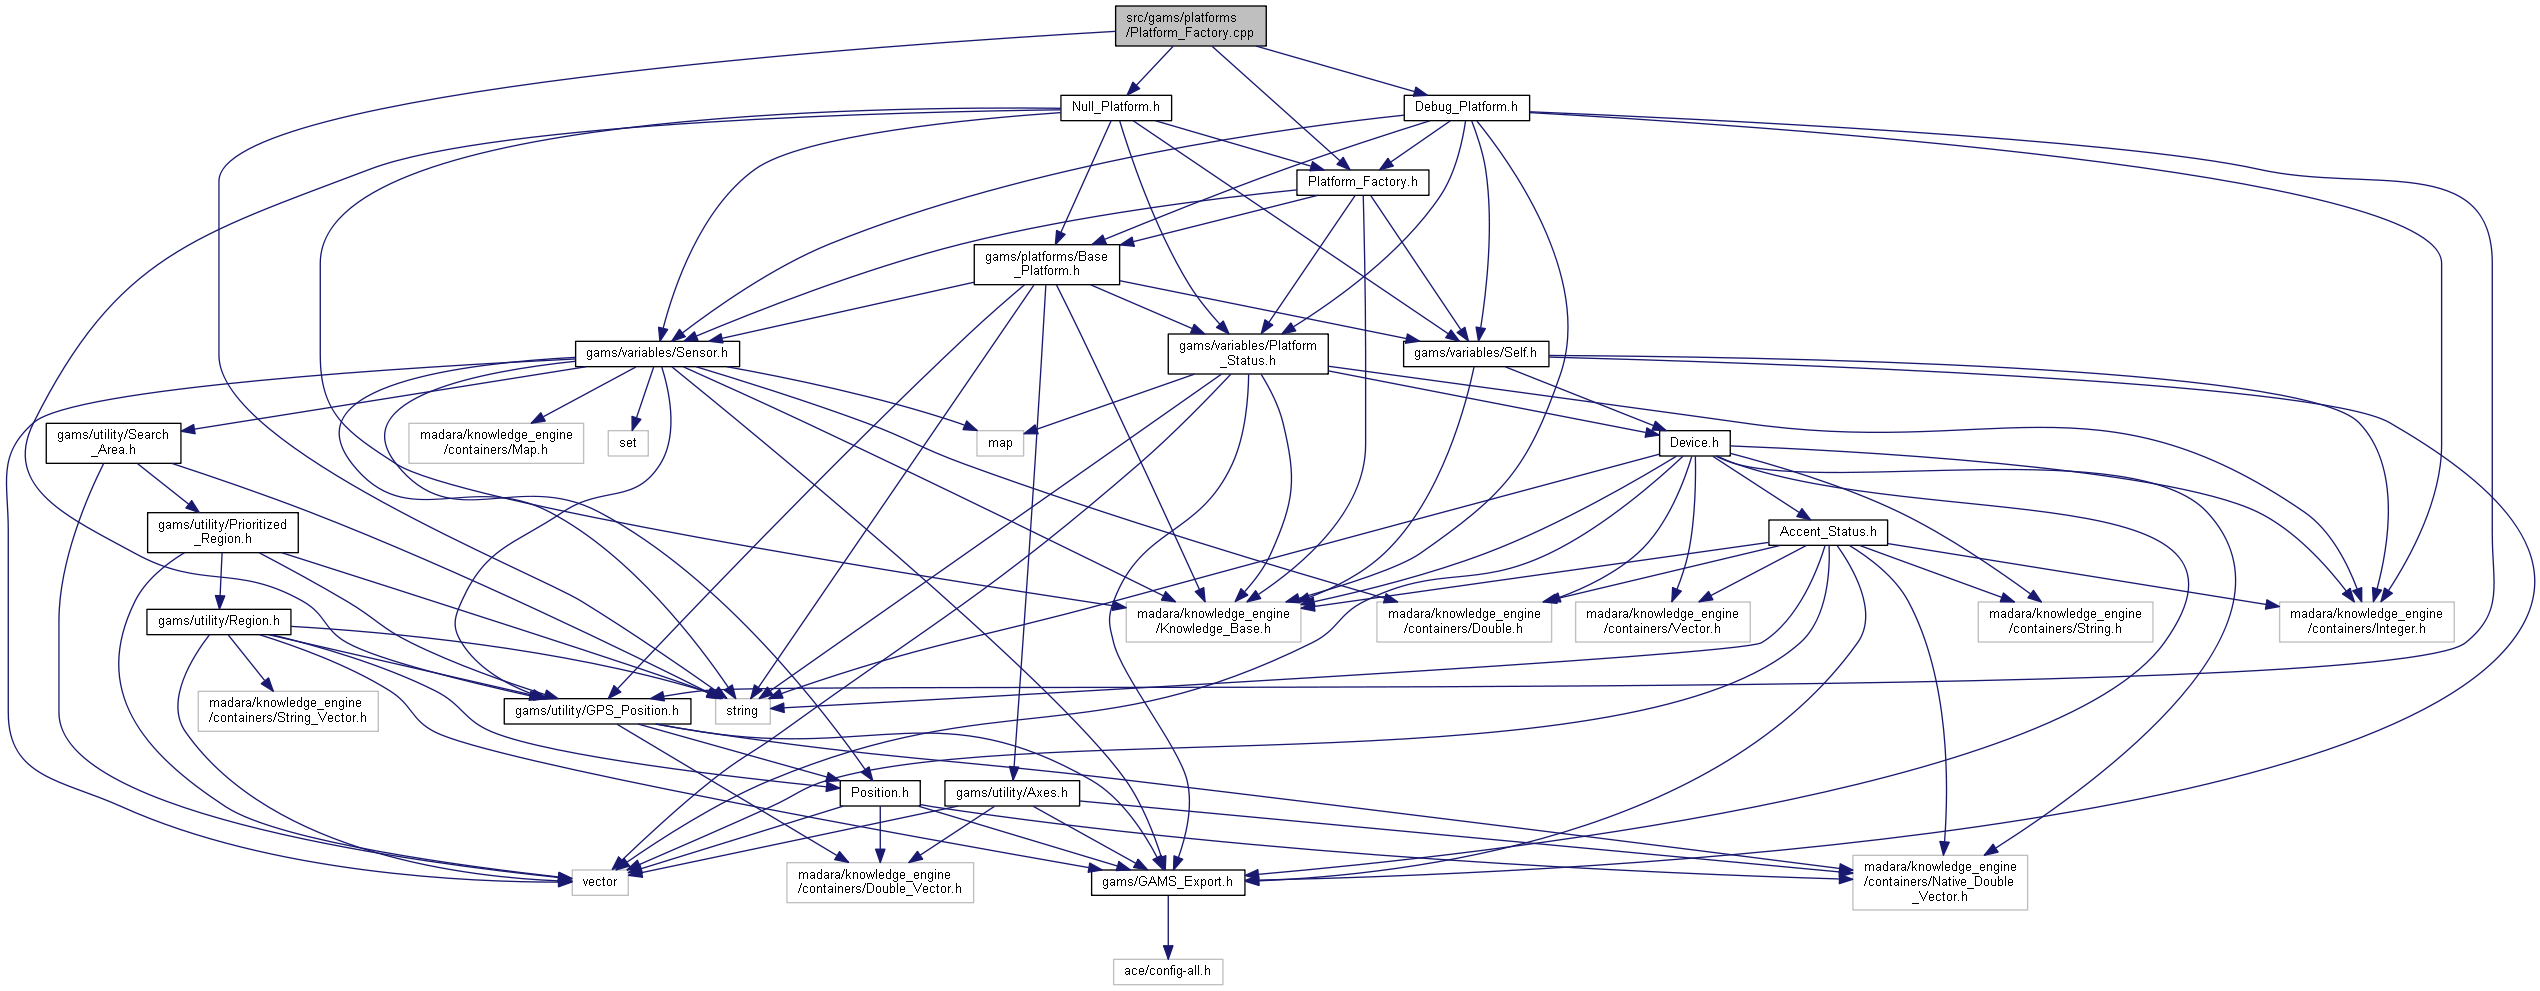 src/gams/platforms
/Platform_Factory.cpp
Null_Platform.h
Debug_Platform.h
Platform_Factory.h
gams/platforms/Base
_Platform.h
gams/variables/Sensor.h
gams/variables/Platform
_Status.h
gams/variables/Self.h
gams/utility/Search
_Area.h
madara/knowledge_engine
/containers/Map.h
set
map
Device.h
gams/utility/Prioritized
_Region.h
Accent_Status.h
gams/utility/Region.h
madara/knowledge_engine
/Knowledge_Base.h
madara/knowledge_engine
/containers/Double.h
madara/knowledge_engine
/containers/Vector.h
madara/knowledge_engine
/containers/String.h
madara/knowledge_engine
/containers/Integer.h
madara/knowledge_engine
/containers/String_Vector.h
gams/utility/GPS_Position.h
string
Position.h
gams/utility/Axes.h
vector
madara/knowledge_engine
/containers/Double_Vector.h
gams/GAMS_Export.h
madara/knowledge_engine
/containers/Native_Double
_Vector.h
ace/config-all.h